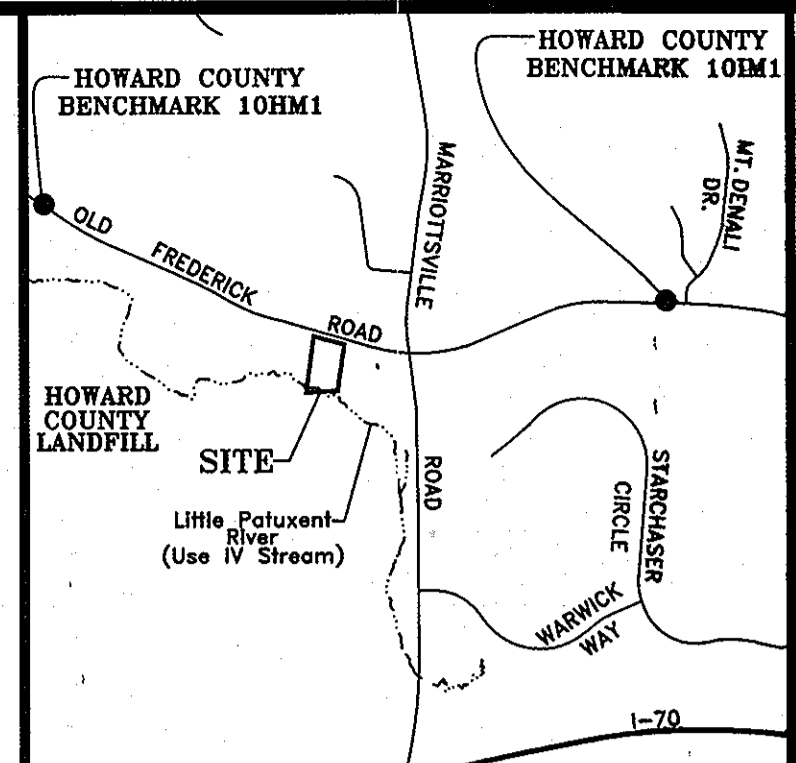 HOWARD COUNTY
BENCHMARK 10HM1
HOWARD COUNTY
BENCHMARK 101M1
MARRIOTTSVILLE
MT. DENALI
DR.
OLD
FREDERICK
ROAD
HOWARD
COUNTY
LANDFILL
SITE
ROAD
STARCHASER
CIRCLE
Little Patuxent
River
(Use IV Stream)
WARWICK
WAY
I-70